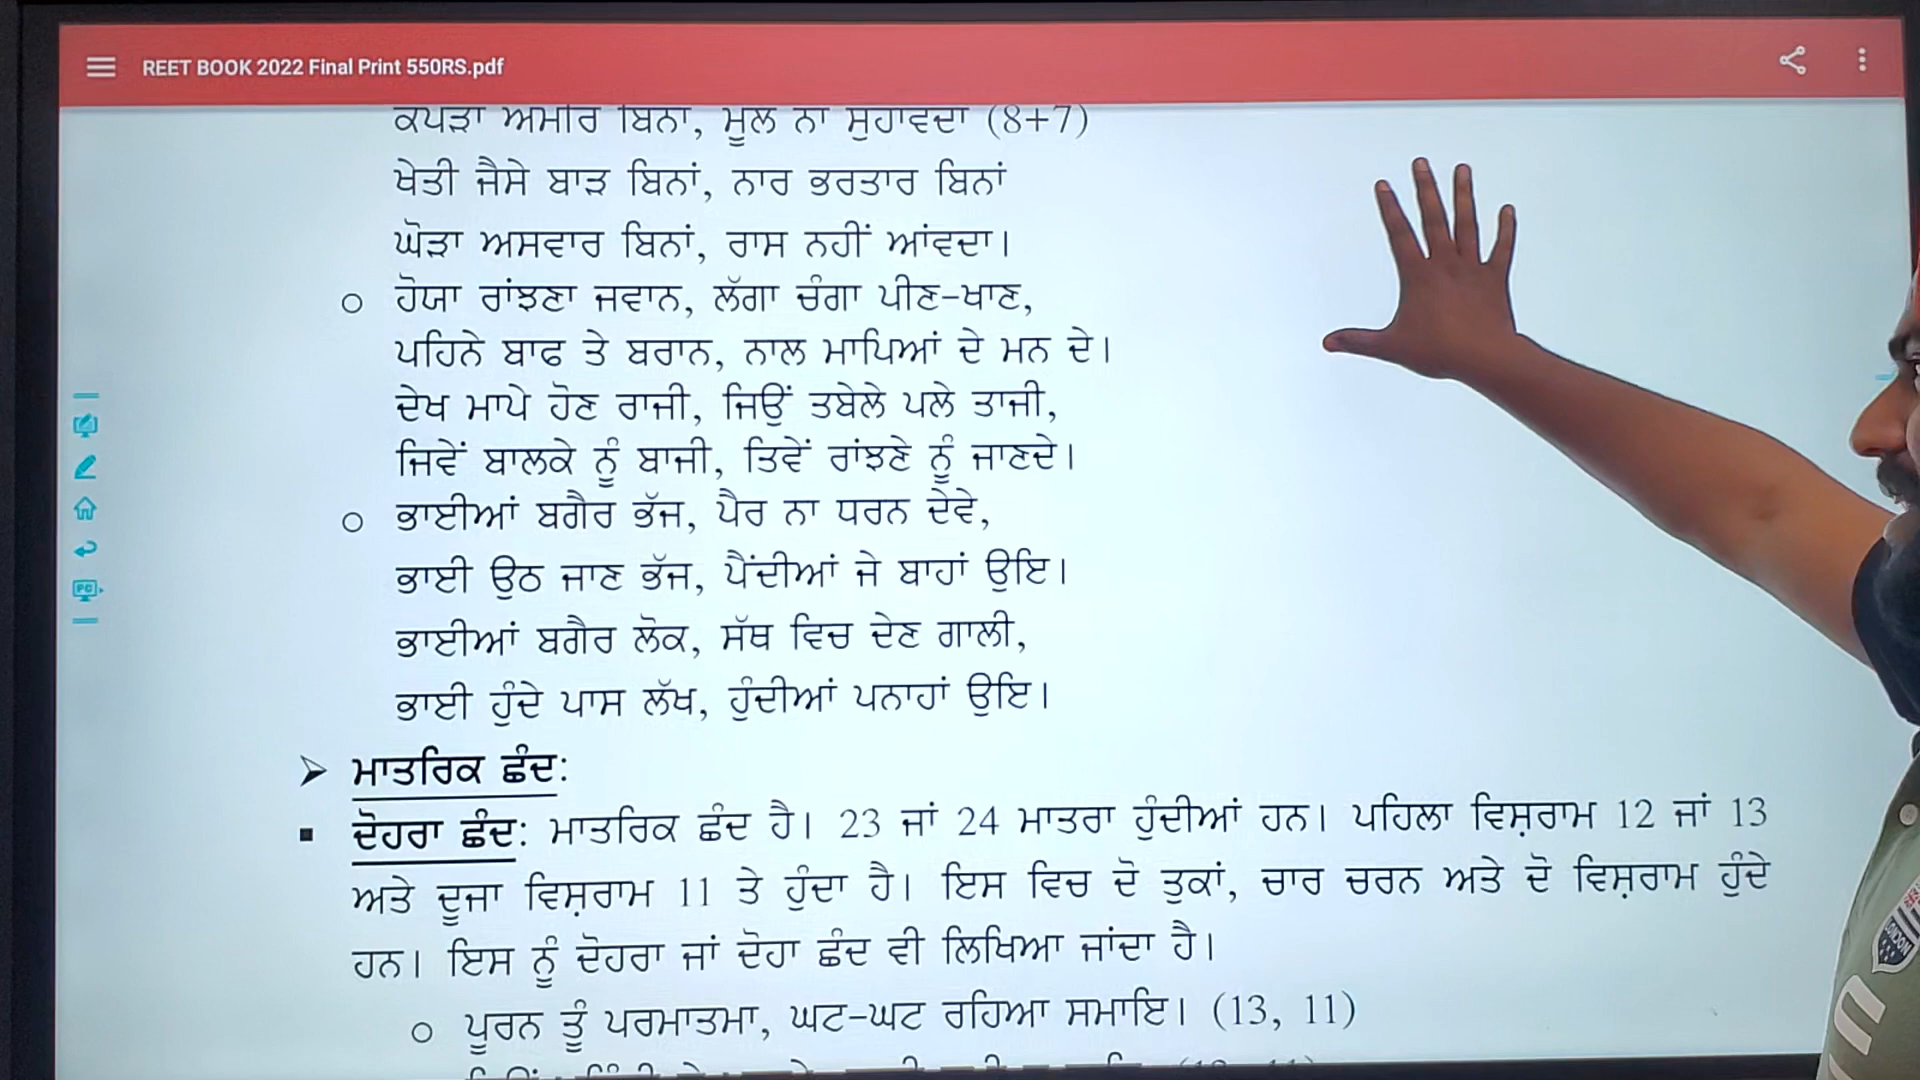 REET BOOK 2022 Final Print 550RS.pdf
ਕਪੜਾ ਅਮੀਰ ਬਿਨਾਂ, ਮੂਲ ਨਾ ਸੁਹਾਵਦਾ (8+7)
ਖੇਤੀ ਜੈਸੇ ਬਾੜ ਬਿਨਾਂ, ਨਾਰ ਭਰਤਾਰ ਬਿਨਾਂ
ਘੋੜਾ ਅਸਵਾਰ ਬਿਨਾਂ, ਰਾਸ ਨਹੀਂ ਆਂਵਦਾ।
ਹੋਯਾ ਰਾਂਝਣਾ ਜਵਾਨ, ਲੱਗਾ ਚੰਗਾ ਪੀਣ-ਖਾਣ,
ਪਹਿਨੇ ਬਾਫ ਤੇ ਬਰਾਨ, ਨਾਲ ਮਾਪਿਆਂ ਦੇ ਮਨ ਦੇ।
ਦੇਖ ਮਾਪੇ ਹੋਣ ਰਾਜੀ, ਜਿਉਂ ਤਬੇਲੇ ਪਲੇ ਤਾਜੀ,
ਜਿਵੇਂ ਬਾਲਕੇ ਨੂੰ ਬਾਜੀ, ਤਿਵੇਂ ਰਾਂਝਣੇ ਨੂੰ ਜਾਣਦੇ।
ਭਾਈਆਂ ਬਗੈਰ ਭੱਜ, ਪੈਰ ਨਾ ਧਰਨ ਦੇਵੇ,
ਭਾਈ ਉਠ ਜਾਣ ਭੱਜ, ਪੈਂਦੀਆਂ ਜੇ ਬਾਹਾਂ ਉਇ।
ਭਾਈਆਂ ਬਗੈਰ ਲੋਕ, ਸੱਥ ਵਿਚ ਦੇਣ ਗਾਲੀ,
ਭਾਈ ਹੁੰਦੇ ਪਾਸ ਲੱਖ, ਹੁੰਦੀਆਂ ਪਨਾਹਾਂ ਉਇ।
ਮਾਤਰਿਕ ਛੰਦ:
ਦੋਹਰਾ ਛੰਦ: ਮਾਤਰਿਕ ਛੰਦ ਹੈ। 23 ਜਾਂ 24 ਮਾਤਰਾ ਹੁੰਦੀਆਂ ਹਨ। ਪਹਿਲਾ ਵਿਸ਼ਰਾਮ 12 ਜਾਂ 13
ਅਤੇ ਦੂਜਾ ਵਿਸ਼ਰਾਮ 11 ਤੇ ਹੁੰਦਾ ਹੈ। ਇਸ ਵਿਚ ਦੋ ਤੁਕਾਂ, ਚਾਰ ਚਰਨ ਅਤੇ ਦੋ ਵਿਸ਼ਰਾਮ ਹੁੰਦੇ
ਹਨ। ਇਸ ਨੂੰ ਦੋਹਰਾ ਜਾਂ ਦੋਹਾ ਛੰਦ ਵੀ ਲਿਖਿਆ ਜਾਂਦਾ ਹੈ।
ਪੂਰਨ ਤੂੰ ਪਰਮਾਤਮਾ, ਘਟ-ਘਟ ਰਹਿਆ ਸਮਾਇ। (13, 11)
PC
LONDON